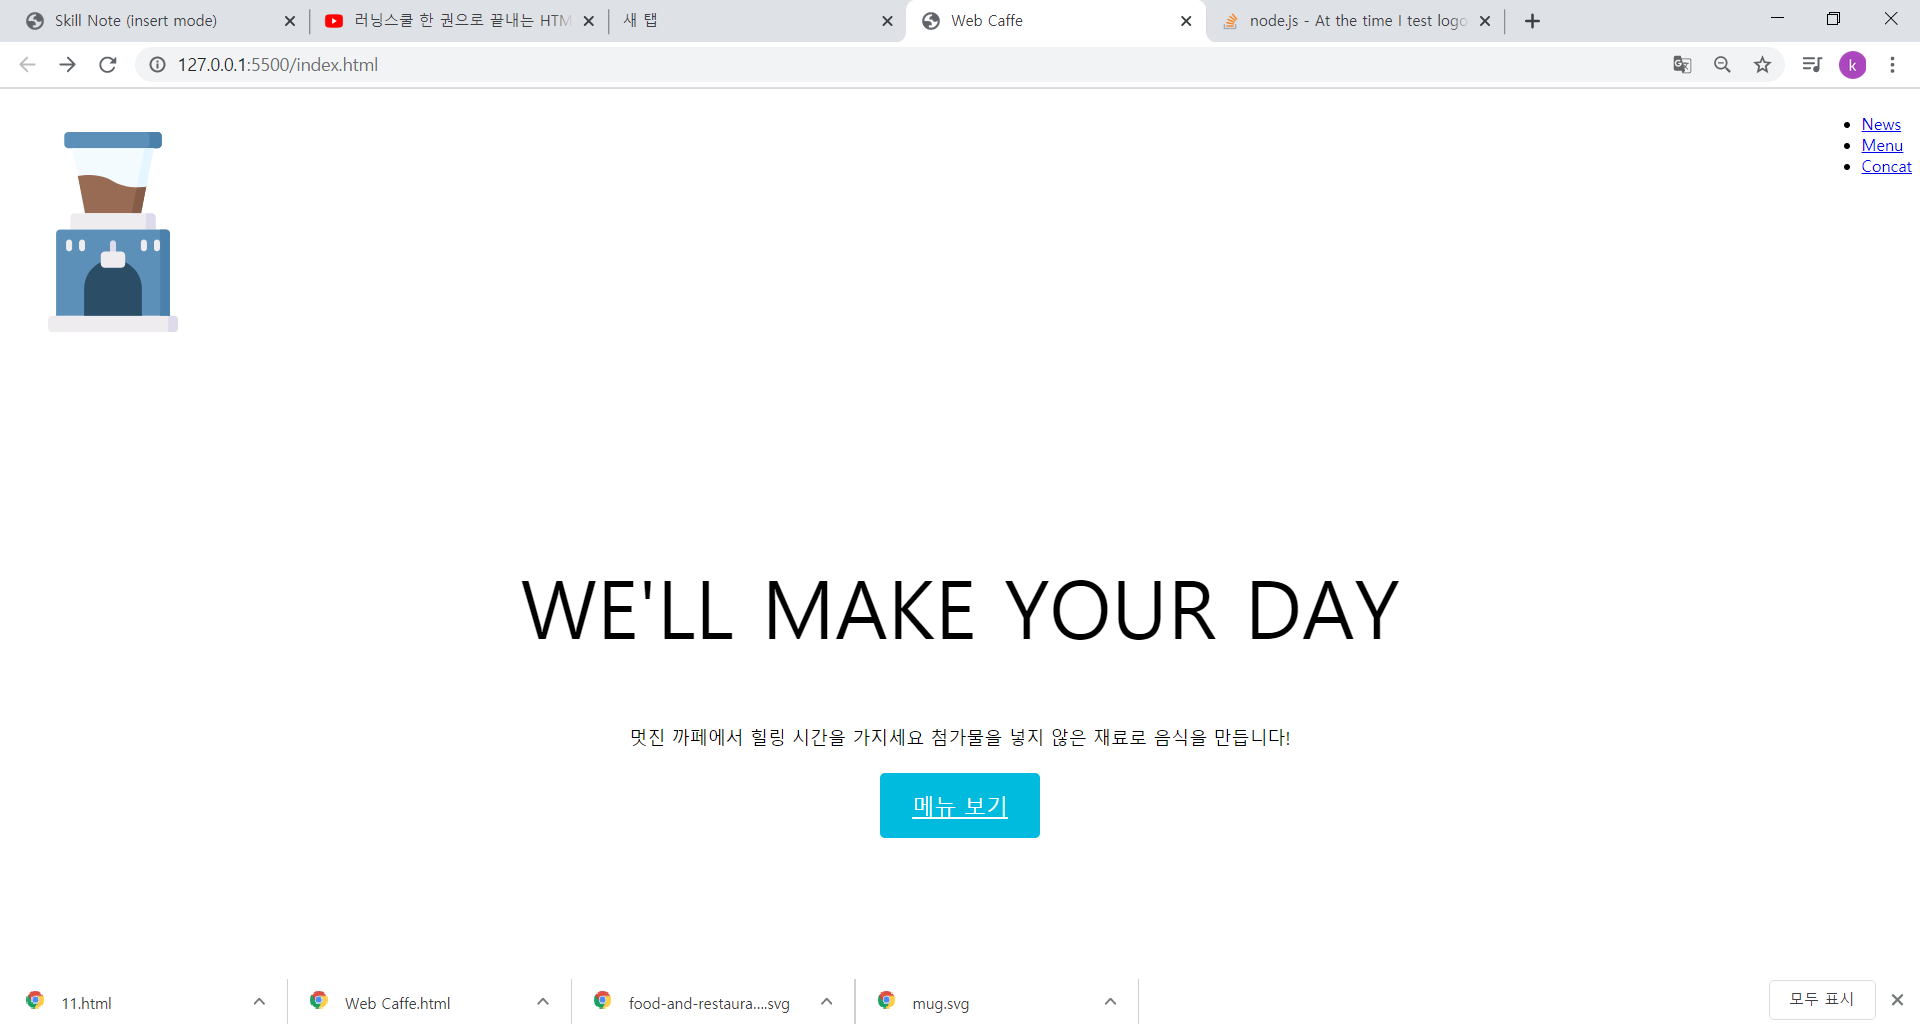 Skill Note (insert mode)
러닝스쿨 한 권으로 끝내는 HTM
새 탭
Web Caffe
node.js - At the time I test logo
127.0.0.1:5500/index.html
k
News
Menu
Concat
WE'LL MAKE YOUR DAY
멋진 까페에서 힐링 시간을 가지세요 첨가물을 넣지 않은 재료로 음식을 만듭니다!
메뉴 보기
11.html
Web Caffe.html
food-and-restaura....svg
mug.svg
모두 표시